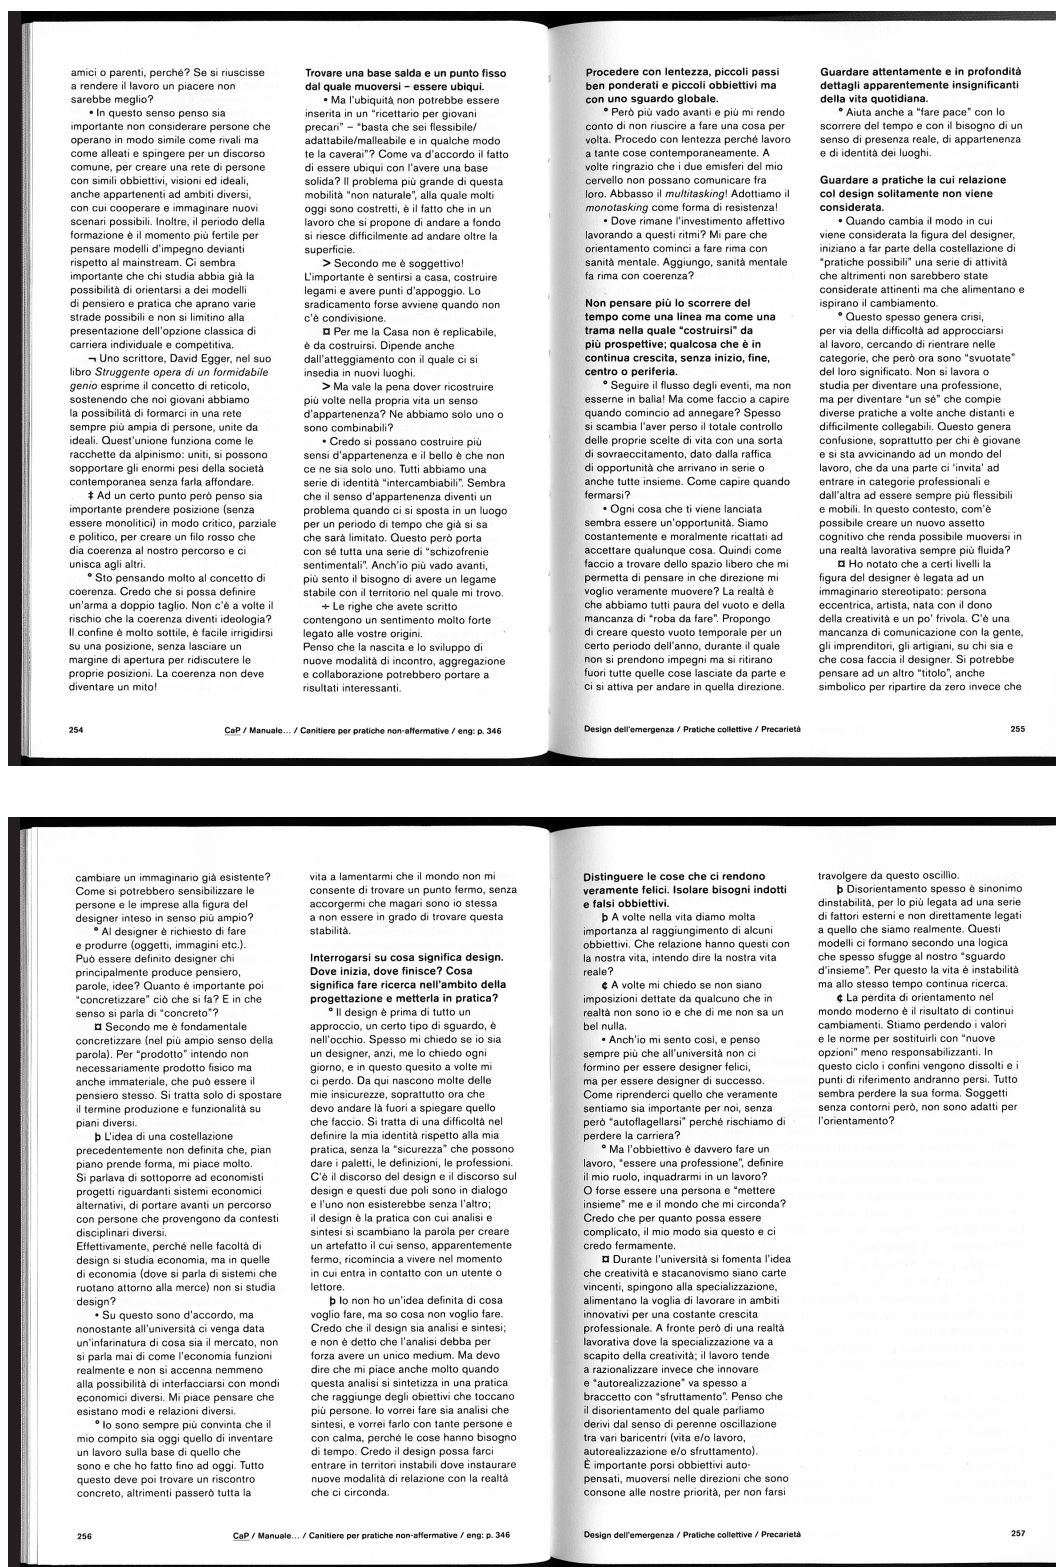 amici o parenti, perché? Se si riuscisse
a rendere il lavoro un piacere non
sarebbe meglio?
• In questo senso penso sia
importante non considerare persone che
operano in modo simile come rivali ma
come alleati e spingere per un discorso
comune, per creare una rete di persone
con simili obbiettivi, visioni ed ideali,
anche appartenenti ad ambiti diversi,
con cui cooperare e immaginare nuovi
scenari possibili. Inoltre, il periodo della
formazione è il momento più fertile per
pensare modelli d'impegno devianti
rispetto al mainstream. Ci sembra
importante che chi studia abbia già la
possibilità di orientarsi a dei modelli
di pensiero e pratica che aprano varie
strade possibili e non si limitino alla
presentazione dell'opzione classica di
carriera individuale e competitiva.
¬ Uno scrittore, David Egger, nel suo
libro Struggente opera di un formidabile
genio esprime il concetto di reticolo,
sostenendo che noi giovani abbiamo
la possibilità di formarci in una rete
sempre più ampia di persone, unite da
ideali. Quest'unione funziona come le
racchette da alpinismo: uniti, si possono
sopportare gli enormi pesi della società
contemporanea senza farla affondare.
‡ Ad un certo punto però penso sia
importante prendere posizione (senza
essere monolitici) in modo critico, parziale
e politico, per creare un filo rosso che
dia coerenza al nostro percorso e ci
unisca agli altri.
° Sto pensando molto al concetto di
coerenza. Credo che si possa definire
un'arma a doppio taglio. Non c'è a volte il
rischio che la coerenza diventi ideologia?
Il confine è molto sottile, è facile irrigidirsi
su una posizione, senza lasciare un
margine di apertura per ridiscutere le
proprie posizioni. La coerenza non deve
diventare un mito!
Trovare una base salda e un punto fisso
dal quale muoversi – essere ubiqui.
• Ma l'ubiquità non potrebbe essere
inserita in un "ricettario per giovani
precari" – "basta che sei flessibile/
adattabile/malleabile e in qualche modo
te la caverai"? Come va d'accordo il fatto
di essere ubiqui con l'avere una base
solida? Il problema più grande di questa
mobilità "non naturale", alla quale molti
oggi sono costretti, è il fatto che in un
lavoro che si propone di andare a fondo
si riesce difficilmente ad andare oltre la
superficie.
> Secondo me è soggettivo!
L'importante è sentirsi a casa, costruire
legami e avere punti d'appoggio. Lo
sradicamento forse avviene quando non
c'è condivisione.
¤ Per me la Casa non è replicabile,
è da costruirsi. Dipende anche
dall'atteggiamento con il quale ci si
insedia in nuovi luoghi.
> Ma vale la pena dover ricostruire
più volte nella propria vita un senso
d'appartenenza? Ne abbiamo solo uno o
sono combinabili?
• Credo si possano costruire più
sensi d'appartenenza e il bello è che non
ce ne sia solo uno. Tutti abbiamo una
serie di identità "intercambiabili". Sembra
che il senso d'appartenenza diventi un
problema quando ci si sposta in un luogo
per un periodo di tempo che già si sa
che sarà limitato. Questo però porta
con sé tutta una serie di "schizofrenie
sentimentali". Anch'io più vado avanti,
più sento il bisogno di avere un legame
stabile con il territorio nel quale mi trovo.
÷ Le righe che avete scritto
contengono un sentimento molto forte
legato alle vostre origini.
Penso che la nascita e lo sviluppo di
nuove modalità di incontro, aggregazione
e collaborazione potrebbero portare a
risultati interessanti.
254
CaP / Manuale... / Canitiere per pratiche non-affermative / eng: p. 346
Procedere con lentezza, piccoli passi
ben ponderati e piccoli obbiettivi ma
con uno sguardo globale.
° Però più vado avanti e più mi rendo
conto di non riuscire a fare una cosa per
volta. Procedo con lentezza perché lavoro
a tante cose contemporaneamente. A
volte ringrazio che i due emisferi del mio
cervello non possano comunicare fra
loro. Abbasso il multitasking! Adottiamo il
monotasking come forma di resistenza!
• Dove rimane l'investimento affettivo
lavorando a questi ritmi? Mi pare che
orientamento cominci a fare rima con
sanità mentale. Aggiungo, sanità mentale
fa rima con coerenza?
Non pensare più lo scorrere del
tempo come una linea ma come una
trama nella quale "costruirsi" da
più prospettive; qualcosa che è in
continua crescita, senza inizio, fine,
centro o periferia.
° Seguire il flusso degli eventi, ma non
esserne in balìa! Ma come faccio a capire
quando comincio ad annegare? Spesso
si scambia l'aver perso il totale controllo
delle proprie scelte di vita con una sorta
di sovraeccitamento, dato dalla raffica
di opportunità che arrivano in serie o
anche tutte insieme. Come capire quando
fermarsi?
• Ogni cosa che ti viene lanciata
sembra essere un'opportunità. Siamo
costantemente e moralmente ricattati ad
accettare qualunque cosa. Quindi come
faccio a trovare dello spazio libero che mi
permetta di pensare in che direzione mi
voglio veramente muovere? La realtà è
che abbiamo tutti paura del vuoto e della
mancanza di "roba da fare". Propongo
di creare questo vuoto temporale per un
certo periodo dell'anno, durante il quale
non si prendono impegni ma si ritirano
fuori tutte quelle cose lasciate da parte e
ci si attiva per andare in quella direzione.
Guardare attentamente e in profondità
dettagli apparentemente insignificanti
della vita quotidiana.
° Aiuta anche a "fare pace" con lo
scorrere del tempo e con il bisogno di un
senso di presenza reale, di appartenenza
e di identità dei luoghi.
Guardare a pratiche la cui relazione
col design solitamente non viene
considerata.
• Quando cambia il modo in cui
viene considerata la figura del designer,
iniziano a far parte della costellazione di
"pratiche possibili" una serie di attività
che altrimenti non sarebbero state
considerate attinenti ma che alimentano e
ispirano il cambiamento.
° Questo spesso genera crisi,
per via della difficoltà ad approcciarsi
al lavoro, cercando di rientrare nelle
categorie, che però ora sono "svuotate"
del loro significato. Non si lavora o
studia per diventare una professione,
ma per diventare "un sé" che compie
diverse pratiche a volte anche distanti e
difficilmente collegabili. Questo genera
confusione, soprattutto per chi è giovane
e si sta avvicinando ad un mondo del
lavoro, che da una parte ci 'invita' ad
entrare in categorie professionali e
dall'altra ad essere sempre più flessibili
e mobili. In questo contesto, com'è
possibile creare un nuovo assetto
cognitivo che renda possibile muoversi in
una realtà lavorativa sempre più fluida?
¤ Ho notato che a certi livelli la
figura del designer è legata ad un
immaginario stereotipato: persona
eccentrica, artista, nata con il dono
della creatività e un po' frivola. C'è una
mancanza di comunicazione con la gente,
gli imprenditori, gli artigiani, su chi sia e
che cosa faccia il designer. Si potrebbe
pensare ad un altro "titolo", anche
simbolico per ripartire da zero invece che
Design dell'emergenza / Pratiche collettive / Precarietà
255
cambiare un immaginario già esistente?
Come si potrebbero sensibilizzare le
persone e le imprese alla figura del
designer inteso in senso più ampio?
° Al designer è richiesto di fare
e produrre (oggetti, immagini etc.).
Può essere definito designer chi
principalmente produce pensiero,
parole, idee? Quanto è importante poi
"concretizzare" ciò che si fa? E in che
senso si parla di "concreto"?
¤ Secondo me è fondamentale
concretizzare (nel più ampio senso della
parola). Per "prodotto" intendo non
necessariamente prodotto fisico ma
anche immateriale, che può essere il
pensiero stesso. Si tratta solo di spostare
il termine produzione e funzionalità su
piani diversi.
þ L'idea di una costellazione
precedentemente non definita che, pian
piano prende forma, mi piace molto.
Si parlava di sottoporre ad economisti
progetti riguardanti sistemi economici
alternativi, di portare avanti un percorso
con persone che provengono da contesti
disciplinari diversi.
Effettivamente, perché nelle facoltà di
design si studia economia, ma in quelle
di economia (dove si parla di sistemi che
ruotano attorno alla merce) non si studia
design?
• Su questo sono d'accordo, ma
nonostante all'università ci venga data
un'infarinatura di cosa sia il mercato, non
si parla mai di come l'economia funzioni
realmente e non si accenna nemmeno
alla possibilità di interfacciarsi con mondi
economici diversi. Mi piace pensare che
esistano modi e relazioni diversi.
° Io sono sempre più convinta che il
mio compito sia oggi quello di inventare
un lavoro sulla base di quello che
sono e che ho fatto fino ad oggi. Tutto
questo deve poi trovare un riscontro
concreto, altrimenti passerò tutta la
vita a lamentarmi che il mondo non mi
consente di trovare un punto fermo, senza
accorgermi che magari sono io stessa
a non essere in grado di trovare questa
stabilità.
Interrogarsi su cosa significa design.
Dove inizia, dove finisce? Cosa
significa fare ricerca nell'ambito della
progettazione e metterla in pratica?
° Il design è prima di tutto un
approccio, un certo tipo di sguardo, è
nell'occhio. Spesso mi chiedo se io sia
un designer, anzi, me lo chiedo ogni
giorno, e in questo quesito a volte mi
ci perdo. Da qui nascono molte delle
mie insicurezze, soprattutto ora che
devo andare là fuori a spiegare quello
che faccio. Si tratta di una difficoltà nel
definire la mia identità rispetto alla mia
pratica, senza la "sicurezza" che possono
dare i paletti, le definizioni, le professioni.
C'è il discorso del design e il discorso sul
design e questi due poli sono in dialogo
e l'uno non esisterebbe senza l'altro;
il design è la pratica con cui analisi e
sintesi si scambiano la parola per creare
un artefatto il cui senso, apparentemente
fermo, ricomincia a vivere nel momento
in cui entra in contatto con un utente o
lettore.
þ Io non ho un'idea definita di cosa
voglio fare, ma so cosa non voglio fare.
Credo che il design sia analisi e sintesi;
e non è detto che l'analisi debba per
forza avere un unico medium. Ma devo
dire che mi piace anche molto quando
questa analisi si sintetizza in una pratica
che raggiunge degli obiettivi che toccano
più persone. Io vorrei fare sia analisi che
sintesi, e vorrei farlo con tante persone e
con calma, perché le cose hanno bisogno
di tempo. Credo il design possa farci
entrare in territori instabili dove instaurare
nuove modalità di relazione con la realtà
che ci circonda.
256
CaP / Manuale... / Canitiere per pratiche non-affermative / eng: p. 346
Distinguere le cose che ci rendono
veramente felici. Isolare bisogni indotti
e falsi obbiettivi.
þ A volte nella vita diamo molta
importanza al raggiungimento di alcuni
obbiettivi. Che relazione hanno questi con
la nostra vita, intendo dire la nostra vita
reale?
¢ A volte mi chiedo se non siano
imposizioni dettate da qualcuno che in
realtà non sono io e che di me non sa un
bel nulla.
• Anch'io mi sento così, e penso
sempre più che all'università non ci
formino per essere designer felici,
ma per essere designer di successo.
Come riprenderci quello che veramente
sentiamo sia importante per noi, senza
però "autoflagellarsi" perché rischiamo di
perdere la carriera?
° Ma l'obbiettivo è davvero fare un
lavoro, "essere una professione", definire
il mio ruolo, inquadrarmi in un lavoro?
O forse essere una persona e "mettere
insieme" me e il mondo che mi circonda?
Credo che per quanto possa essere
complicato, il mio modo sia questo e ci
credo fermamente.
¤ Durante l'università si fomenta l'idea
che creatività e stacanovismo siano carte
vincenti, spingono alla specializzazione,
alimentano la voglia di lavorare in ambiti
innovativi per una costante crescita
professionale. A fronte però di una realtà
lavorativa dove la specializzazione va a
scapito della creatività; il lavoro tende
a razionalizzare invece che innovare
e "autorealizzazione" va spesso a
braccetto con "sfruttamento". Penso che
il disorientamento del quale parliamo
derivi dal senso di perenne oscillazione
tra vari baricentri (vita e/o lavoro,
autorealizzazione e/o sfruttamento).
È importante porsi obbiettivi auto-
pensati, muoversi nelle direzioni che sono
consone alle nostre priorità, per non farsi
travolgere da questo oscillìo.
þ Disorientamento spesso è sinonimo
dinstabilità, per lo più legata ad una serie
di fattori esterni e non direttamente legati
a quello che siamo realmente. Questi
modelli ci formano secondo una logica
che spesso sfugge al nostro "sguardo
d'insieme". Per questo la vita è instabilità
ma allo stesso tempo continua ricerca.
¢ La perdita di orientamento nel
mondo moderno è il risultato di continui
cambiamenti. Stiamo perdendo i valori
e le norme per sostituirli con "nuove
opzioni" meno responsabilizzanti. In
questo ciclo i confini vengono dissolti e i
punti di riferimento andranno persi. Tutto
sembra perdere la sua forma. Soggetti
senza contorni però, non sono adatti per
l'orientamento?
Design dell'emergenza / Pratiche collettive / Precarietà
257